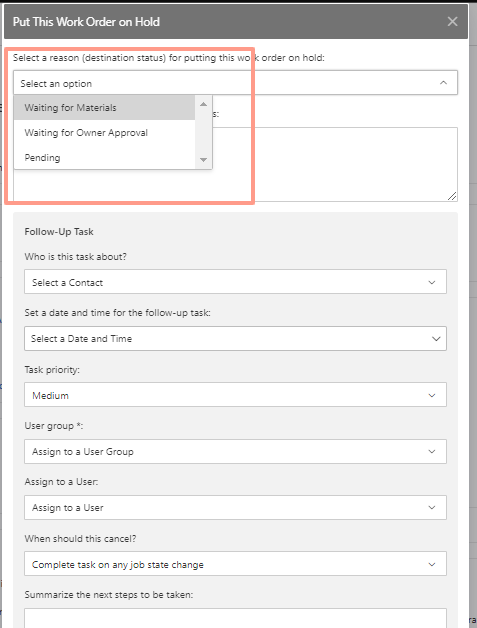 Put This Work Order on Hold
Select a reason (destination status) for putting this work order on hold:
Select an option
Waiting for Materials
Waiting for Owner Approval
Pending
Follow-Up Task
Who is this task about?
Select a Contact
Set a date and time for the follow-up task:
Select a Date and Time
Task priority:
Medium
User group *:
Assign to a User Group
Assign to a User:
Assign to a User
When should this cancel?
Complete task on any job state change
Summarize the next steps to be taken: